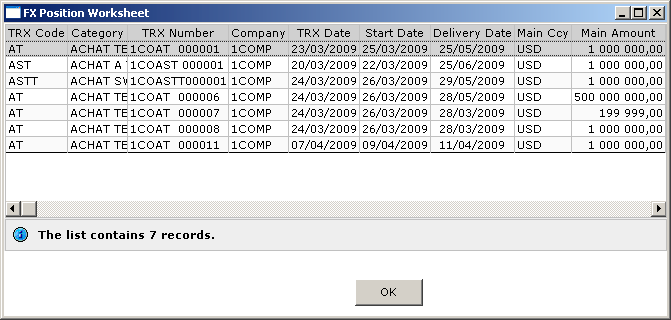 FX Position Worksheet
TRX Code Category TRX Number Company TRX Date Start Date Delivery Date Main Ccy Main Amount
AT ACHAT TE 1COAT 000001 1COMP 23/03/2009 25/03/2009 25/05/2009 USD 1 000 000,00
AST ACHAT A 1COAST 000001 1COMP 20/03/2009 22/03/2009 25/06/2009 USD 1 000 000,00
ASTT ACHAT SV 1COASTT000001 1COMP 24/03/2009 26/03/2009 29/05/2009 USD 1 000 000,00
AT ACHAT TE 1COAT 000006 1COMP 24/03/2009 26/03/2009 28/05/2009 USD 500 000 000,00
AT ACHAT TE 1COAT 000007 1COMP 24/03/2009 26/03/2009 28/03/2009 USD 199 999,00
AT ACHAT TE 1COAT 000008 1COMP 24/03/2009 26/03/2009 28/03/2009 USD 1 000 000,00
AT ACHAT TE 1COAT 000011 1COMP 07/04/2009 09/04/2009 11/04/2009 USD 1 000 000,00
The list contains 7 records.
OK